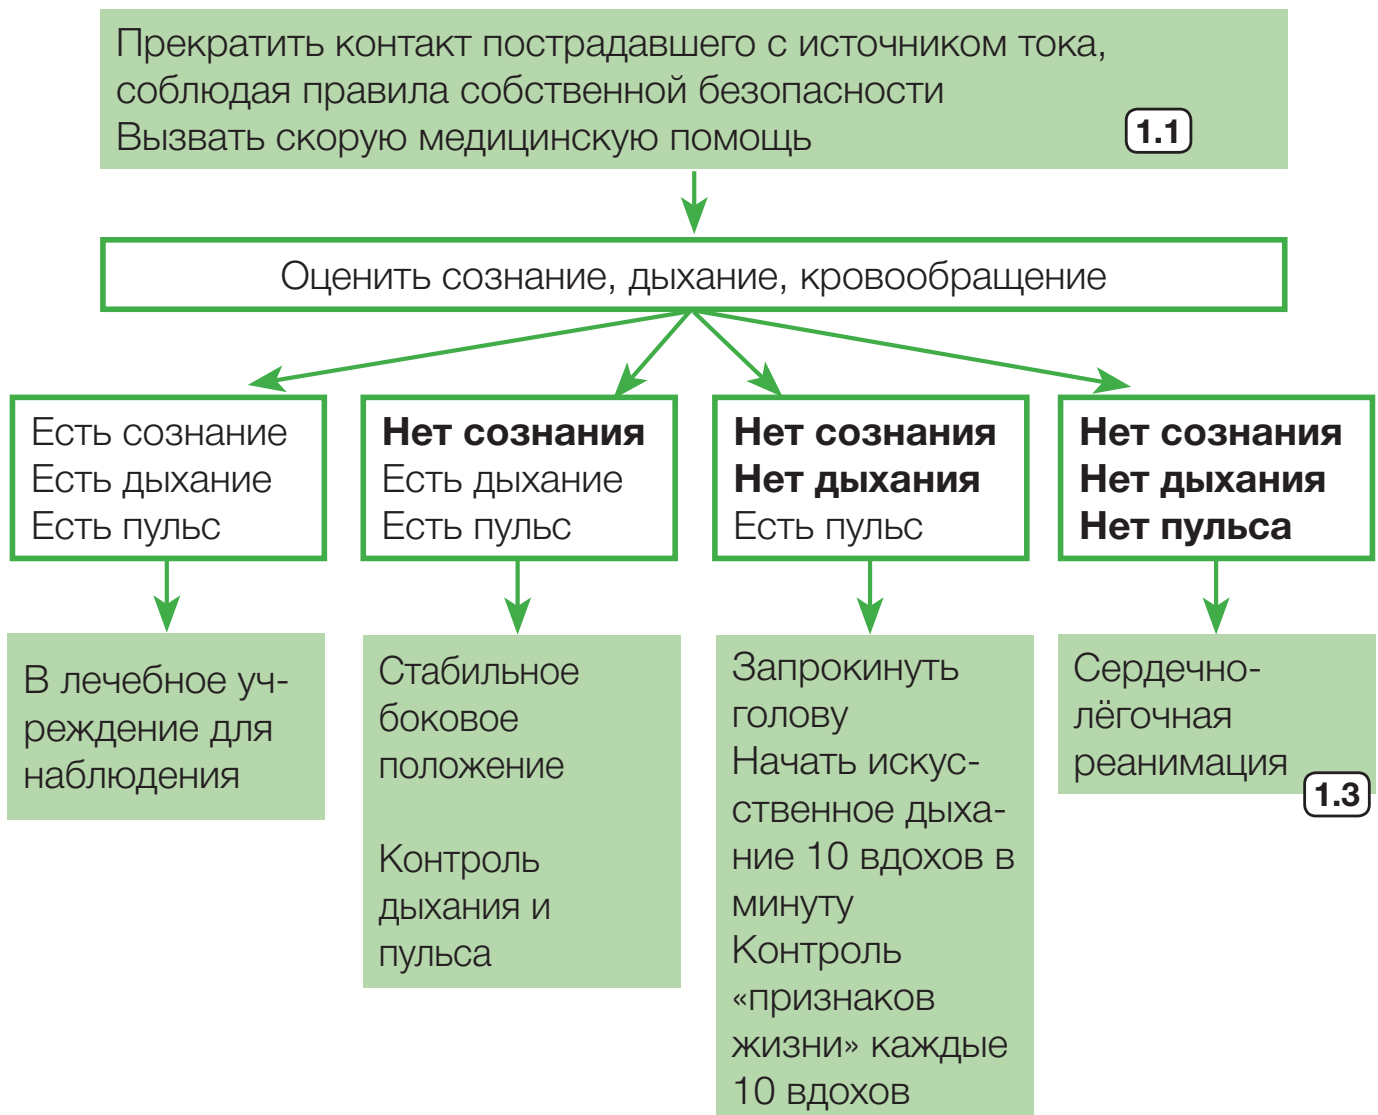 Прекратить контакт пострадавшего с источником тока,
соблюдая правила собственной безопасности
Вызвать скорую медицинскую помощь
1.1
Оценить сознание, дыхание, кровообращение
Есть сознание
Есть дыхание
Есть пульс
Нет сознания
Есть дыхание
Есть пульс
Нет сознания
Нет дыхания
Есть пульс
Нет сознания
Нет дыхания
Нет пульса
В лечебное уч-
реждение для
наблюдения
Стабильное
боковое
положение
Контроль
дыхания и
пульса
Запрокинуть
голову
Начать искус-
ственное дыха-
ние 10 вдохов в
минуту
Контроль
«признаков
жизни» каждые
10 вдохов
Сердечно-
лёгочная
реанимация
1.3